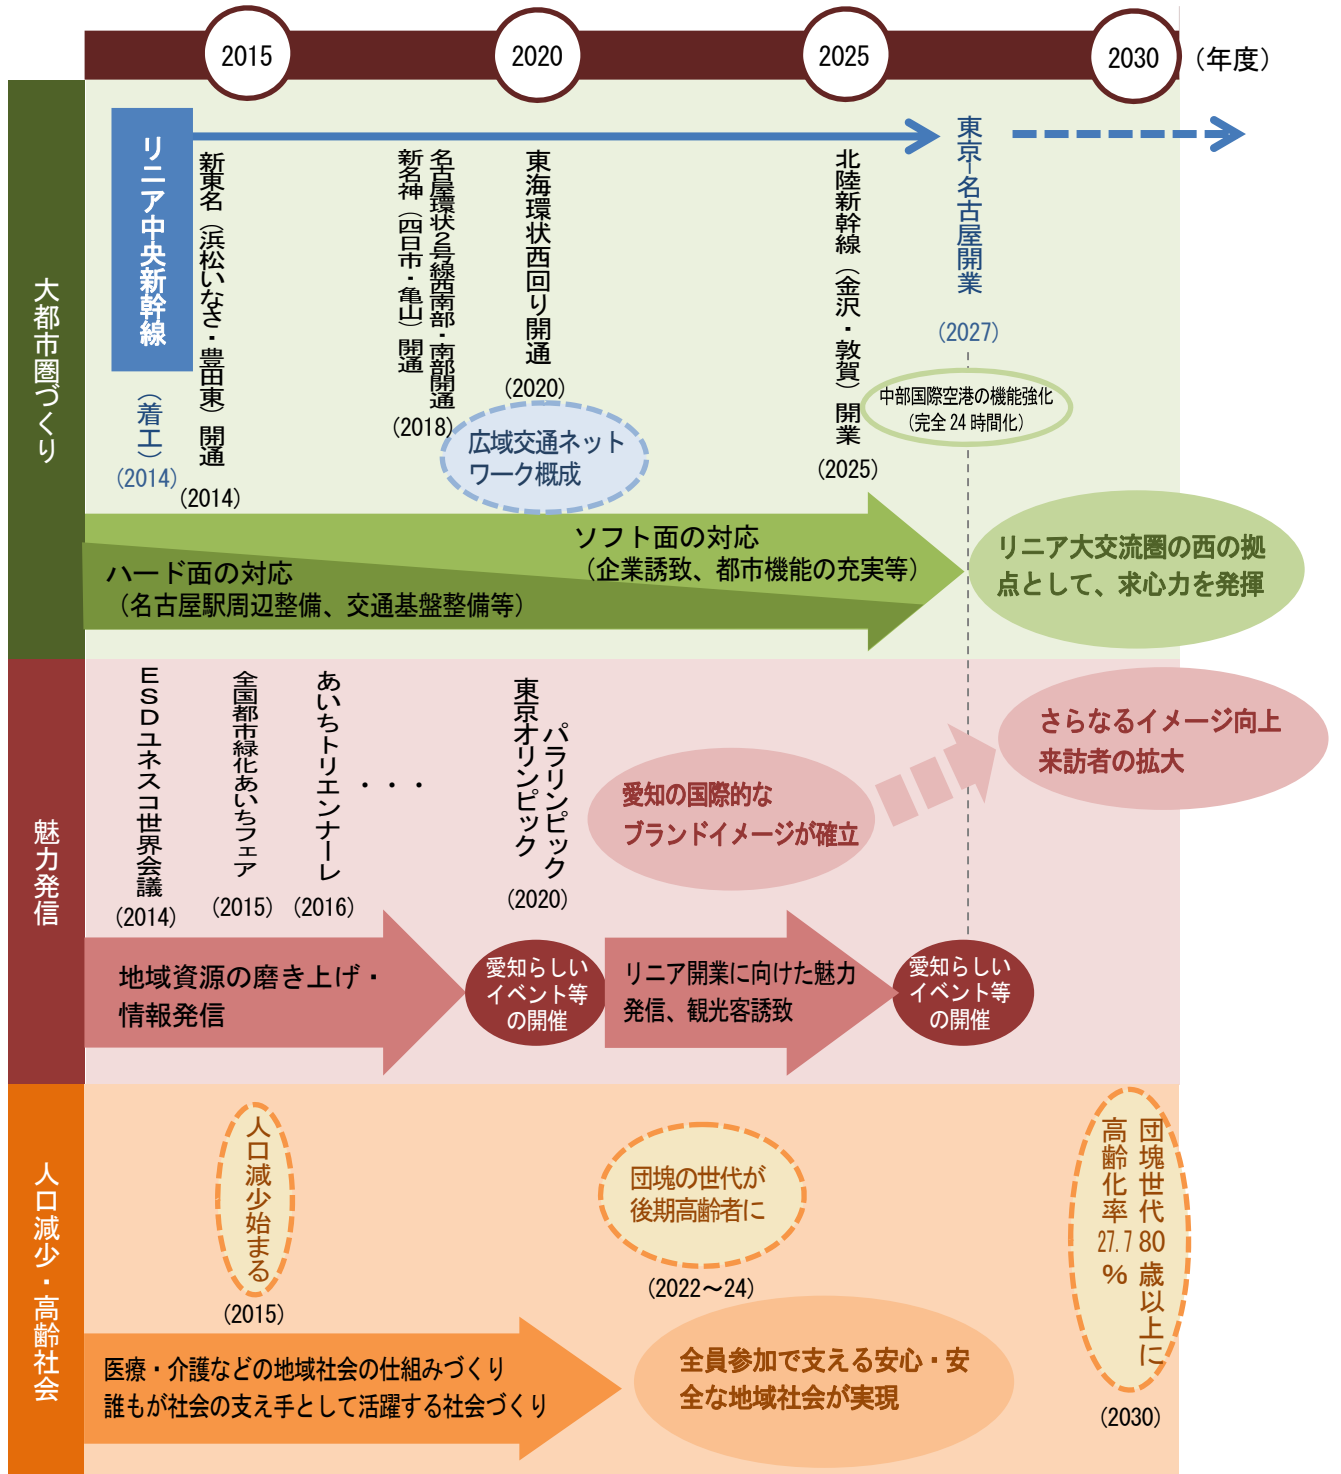 2015
2020
2025
2030
（年度）
大都市圏づくり
リニア中央新幹線
（着工）
（2014）
新東名（浜松いなさ・豊田東）開通
（2014）
新名神（四日市・亀山）開通
名古屋環状２号線西南部・南部開通
（2018）
東海環状西回り開通
（2020）
広域交通ネット
ワーク概成
北陸新幹線（金沢・敦賀）開業
（2025）
東京－名古屋開業
（2027）
中部国際空港の機能強化
（完全24時間化）
ソフト面の対応
（企業誘致、都市機能の充実等）
ハード面の対応
（名古屋駅周辺整備、交通基盤整備等）
リニア大交流圏の西の拠
点として、求心力を発揮
魅力発信
ＥＳＤユネスコ世界会議
（2014）
全国都市緑化あいちフェア
（2015）
あいちトリエンナーレ
（2016）
・・・
東京オリンピック
パラリンピック
（2020）
愛知の国際的な
ブランドイメージが確立
さらなるイメージ向上
来訪者の拡大
地域資源の磨き上げ・
情報発信
愛知らしい
イベント等
の開催
リニア開業に向けた魅力
発信、観光客誘致
愛知らしい
イベント等
の開催
人口減少・高齢社会
人口減少始まる
（2015）
団塊の世代が
後期高齢者に
（2022～24）
団塊世代80歳以上に
高齢化率27.7%
（2030）
医療・介護などの地域社会の仕組みづくり
誰もが社会の支え手として活躍する社会づくり
全員参加で支える安心・安
全な地域社会が実現